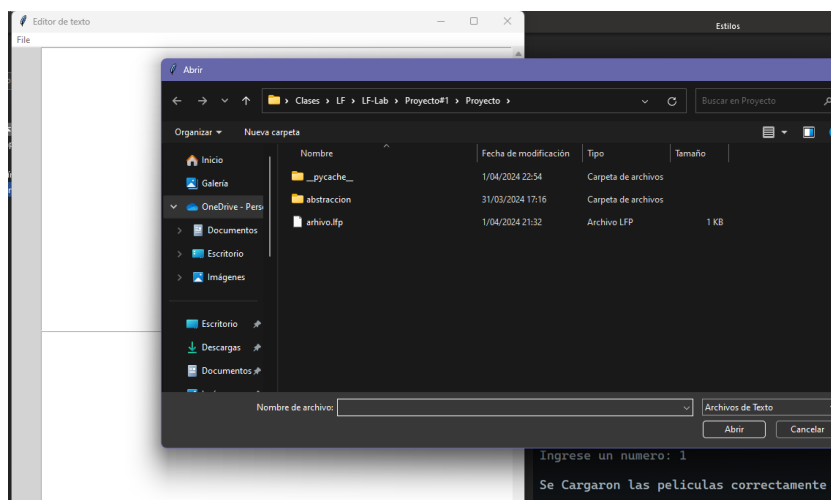 Editor de texto
Estilos
File
Abrir
Clases > LF > LF-Lab > Proyecto#1 > Proyecto >
Buscar en Proyecto
Organizar
Nueva carpeta
Nombre
Fecha de modificación
Tipo
Tamaño
Inicio
Galería
OneDrive - Pers
Documentos
Escritorio
Imágenes
Escritorio
Descargas
Documentos
__pycache__
1/04/2024 22:54
Carpeta de archivos
abstraccion
31/03/2024 17:16
Carpeta de archivos
arhivo.lfp
1/04/2024 21:32
Archivo LFP
1 KB
Nombre de archivo:
Archivos de Texto
Abrir
Cancelar
Ingrese un numero: 1
Se Cargaron las peliculas correctamente